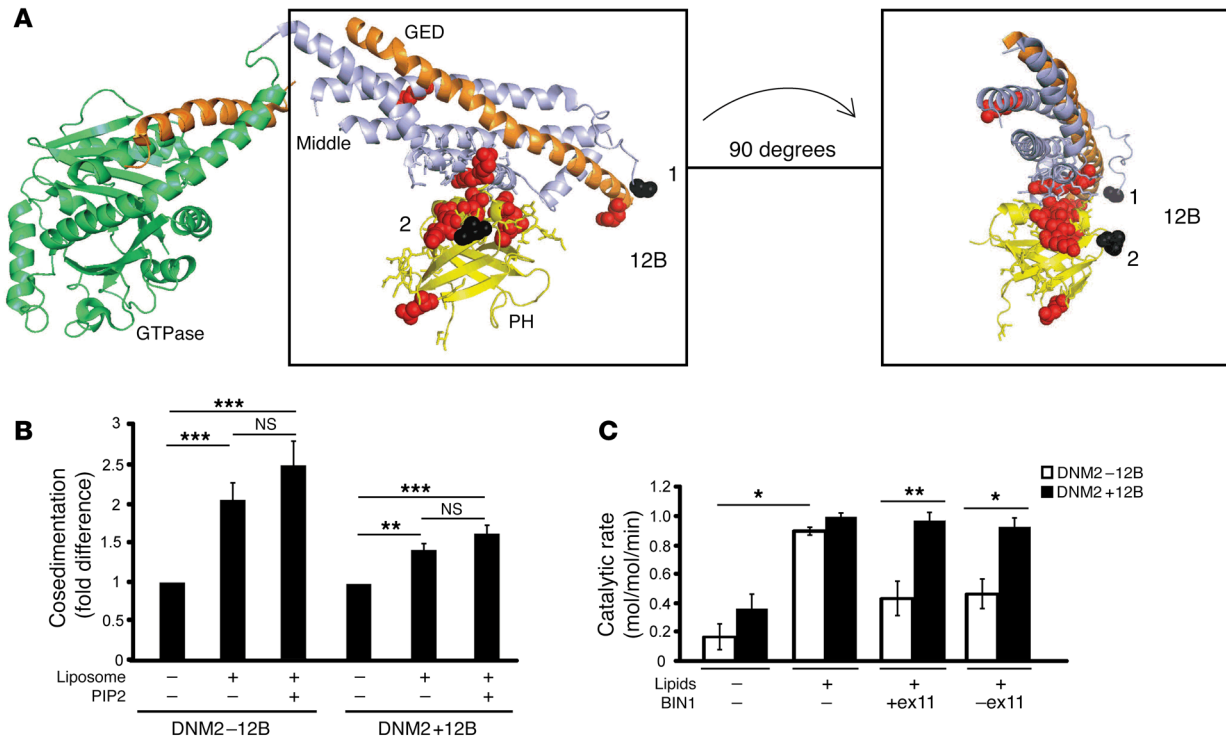 A
GED
Middle
1
2
12B
PH
GTPase
90 degrees
1
2
12B
B
Cosedimentation
(fold difference)
3
2.5
2
1.5
1
0.5
0
***
***
NS
***
**
NS
Liposome – + + – + +
PIP2 – – + – – +
DNM2–12B DNM2+12B
C
DNM2–12B
DNM2+12B
Catalytic rate
(mol/mol/min)
1.2
1.0
0.8
0.6
0.4
0.2
0
*
**
*
Lipids – + + +
BIN1 – – +ex11 –ex11